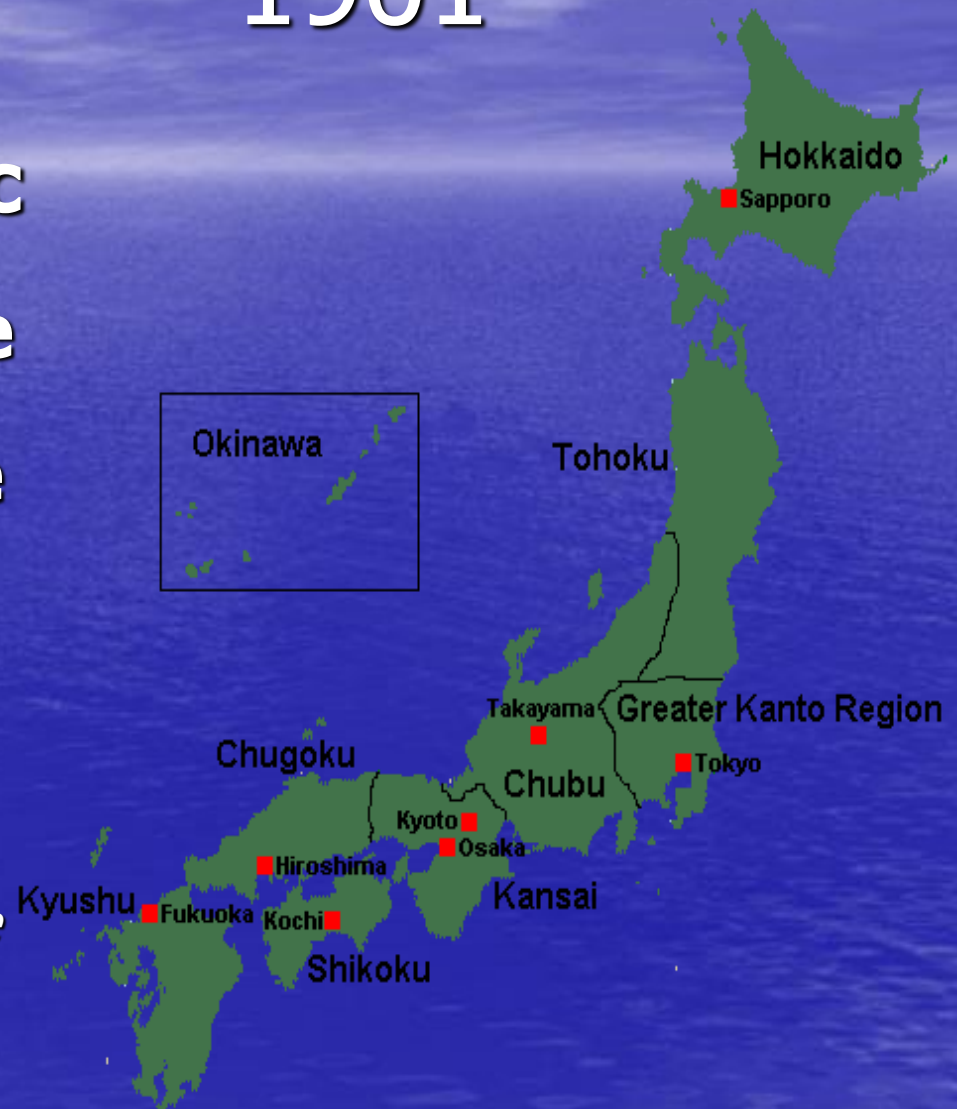 Hokkaido
Sapporo
Okinawa
Tohoku
Takayama
Greater Kanto Region
Chugoku
Tokyo
Chubu
Kyoto
Osaka
Hiroshima
Kansai
Kyushu
Fukuoka
Kochi
Shikoku